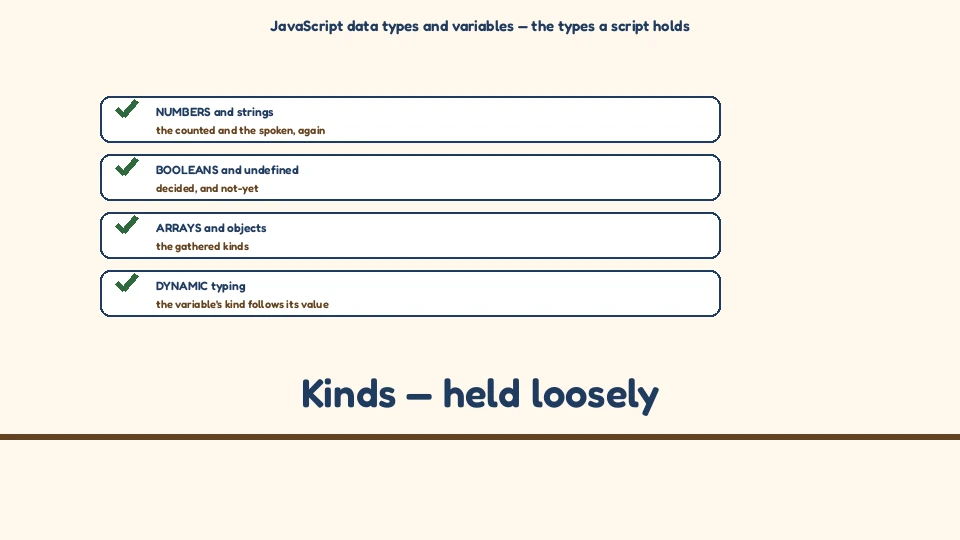 JavaScript data types and variables — the types a script holds
NUMBERS and strings
the counted and the spoken, again
BOOLEANS and undefined
decided, and not-yet
ARRAYS and objects
the gathered kinds
DYNAMIC typing
the variable's kind follows its value
Kinds — held loosely